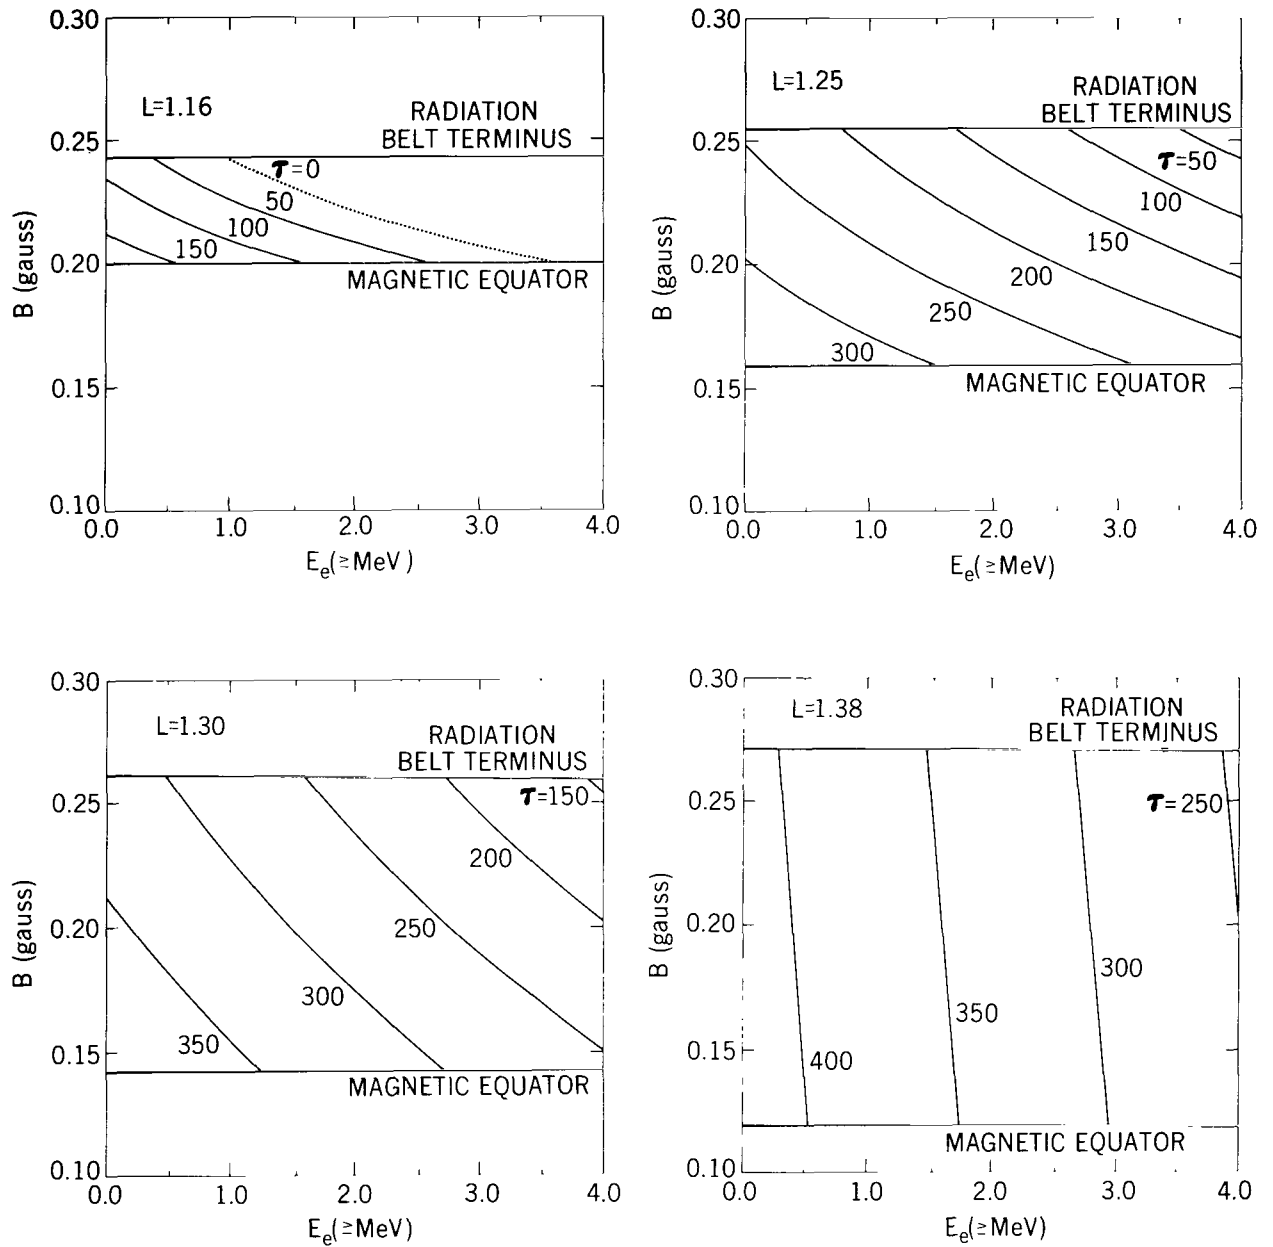 0.30
L=1.16
RADIATION
BELT TERMINUS
0.25
τ=0
50
100
150
0.20
MAGNETIC EQUATOR
B (gauss)
0.15
0.10
0.0 1.0 2.0 3.0 4.0
Ee(≥MeV)
0.30
L=1.25
RADIATION
BELT TERMINUS
0.25
τ=50
100
150
200
250
300
0.20
B (gauss)
0.15
MAGNETIC EQUATOR
0.10
0.0 1.0 2.0 3.0 4.0
Ee(≥MeV)
0.30
L=1.30
RADIATION
BELT TERMINUS
0.25
τ=150
200
250
300
350
0.20
B (gauss)
0.15
MAGNETIC EQUATOR
0.10
0.0 1.0 2.0 3.0 4.0
Ee(≥MeV)
0.30
L=1.38
RADIATION
BELT TERMINUS
0.25
τ=250
300
350
400
0.20
B (gauss)
0.15
MAGNETIC EQUATOR
0.10
0.0 1.0 2.0 3.0 4.0
Ee(≥MeV)